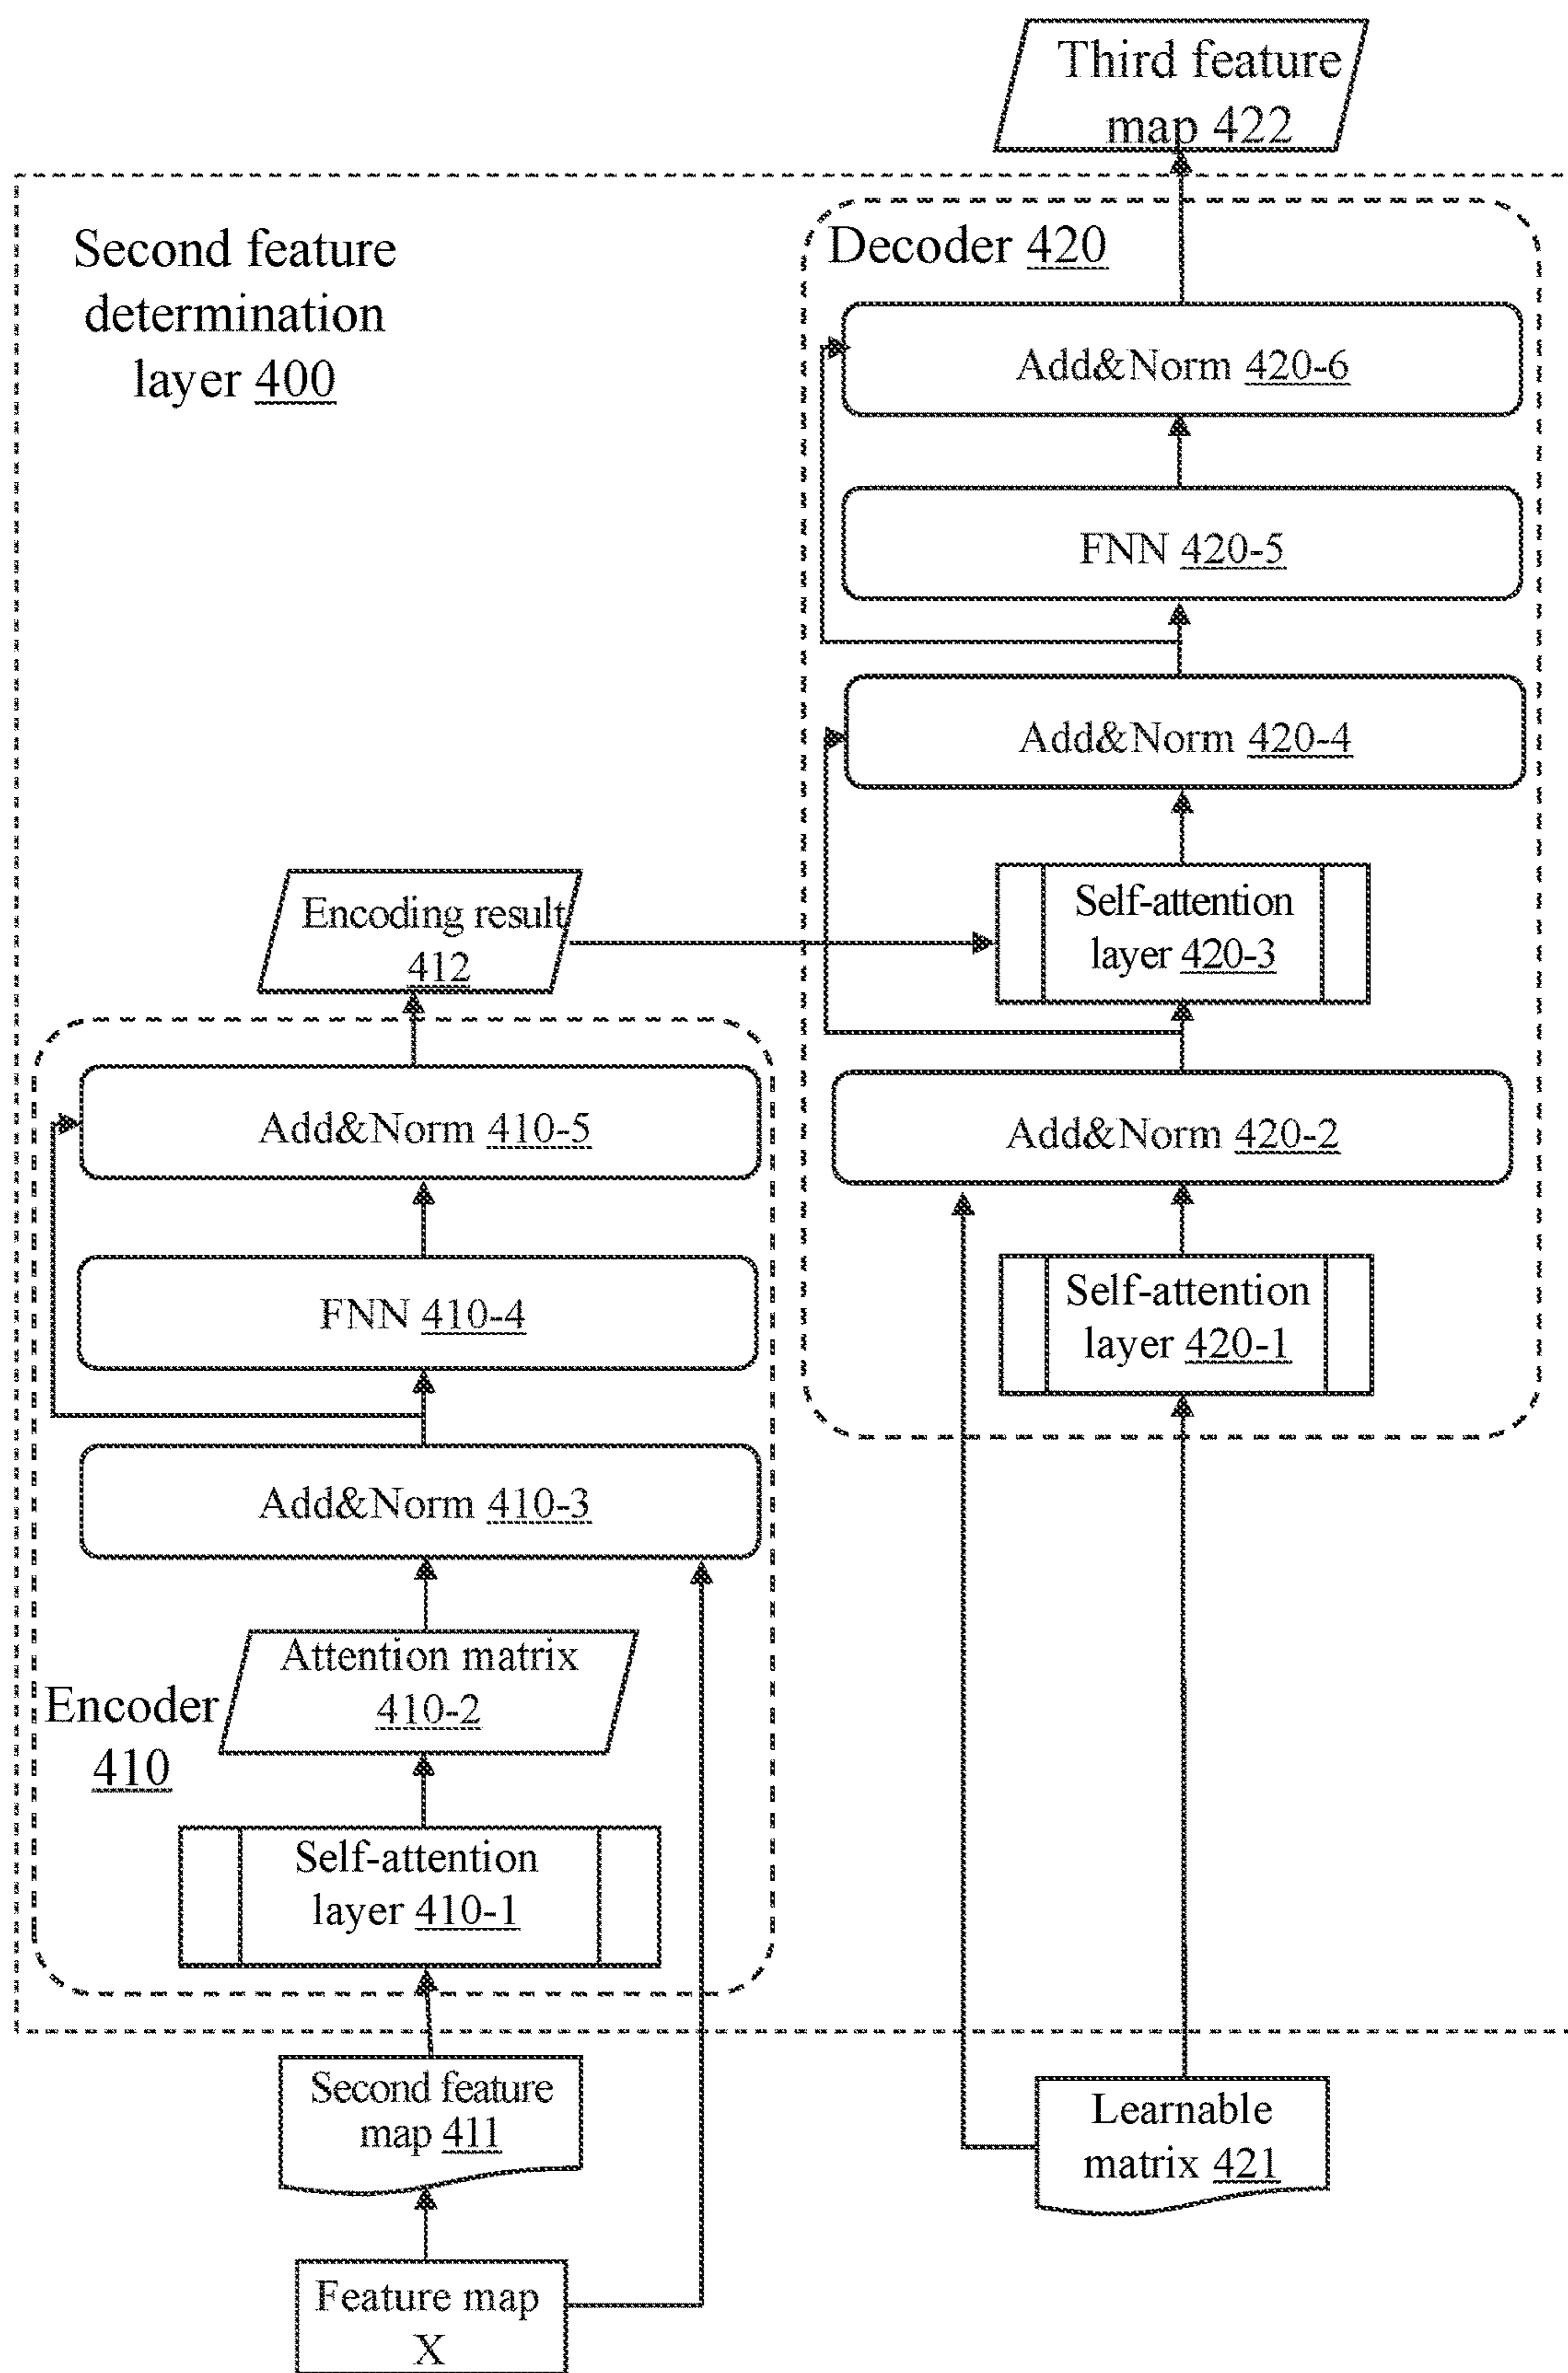 Third feature
map 422
Second feature
determination
layer 400
Decoder 420
Add&Norm 420-6
FNN 420-5
Add&Norm 420-4
Self-attention
layer 420-3
Encoding result
412
Add&Norm 420-2
Add&Norm 410-5
Self-attention
layer 420-1
FNN 410-4
Add&Norm 410-3
Attention matrix
410-2
Encoder
410
Self-attention
layer 410-1
Second feature
map 411
Learnable
matrix 421
Feature map
X